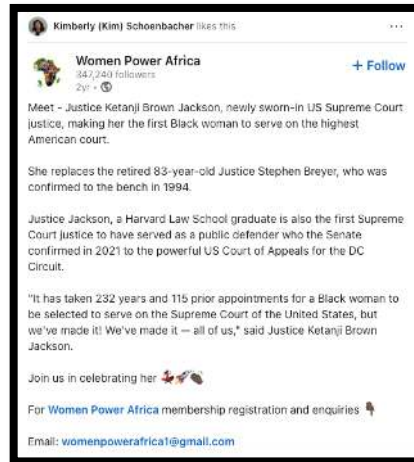 Kimberly (Kim) Schoenbacher likes this
Women Power Africa
347,240 followers
+ Follow
2yr •
Meet - Justice Ketanji Brown Jackson, newly sworn-in US Supreme Court
justice, making her the first Black woman to serve on the highest
American court.
She replaces the retired 83-year-old Justice Stephen Breyer, who was
confirmed to the bench in 1994.
Justice Jackson, a Harvard Law School graduate is also the first Supreme
Court justice to have served as a public defender who the Senate
confirmed in 2021 to the powerful US Court of Appeals for the DC
Circuit.
"It has taken 232 years and 115 prior appointments for a Black woman to
be selected to serve on the Supreme Court of the United States, but
we've made it! We've made it — all of us," said Justice Ketanji Brown
Jackson.
Join us in celebrating her
For Women Power Africa membership registration and enquiries
Email: womenpowerafrica1@gmail.com